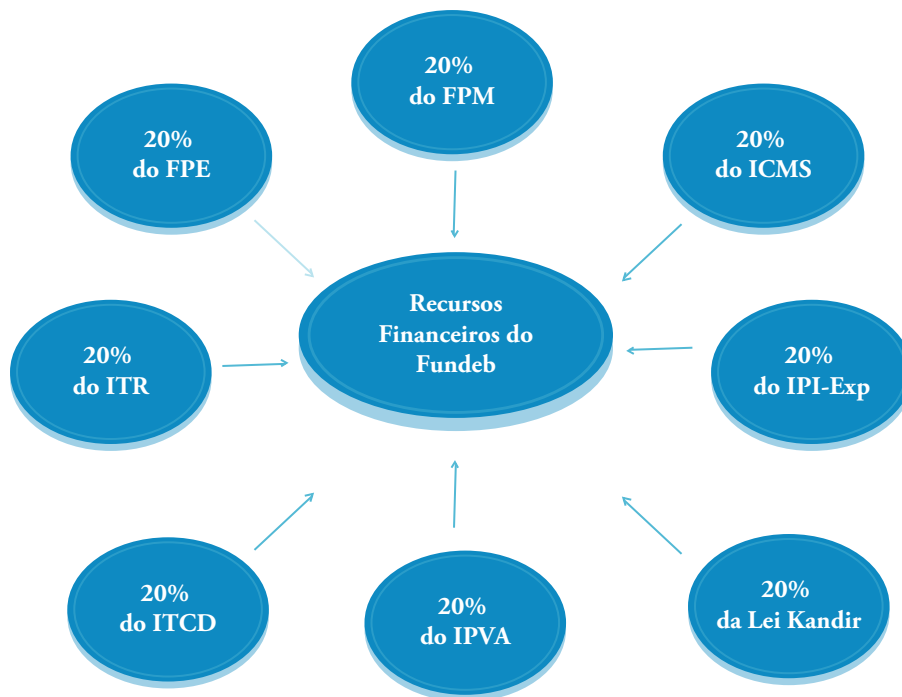 20%
do FPM
20%
do FPE
20%
do ICMS
Recursos
Financeiros do
Fundeb
20%
do ITR
20%
do IPI-Exp
20%
do ITCD
20%
do IPVA
20%
da Lei Kandir